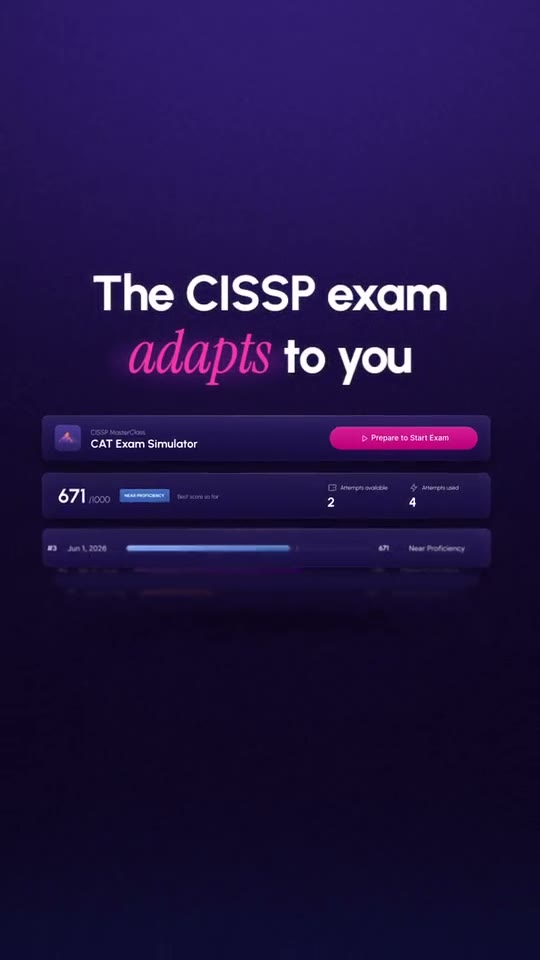 The CISSP exam
adapts to you
CISSP MasterClass
CAT Exam Simulator
Prepare to Start Exam
671 /1000 NEAR PROFICIENCY Best score so far
Attempts available
2
Attempts used
4
#3 Jun 1, 2026 671 Near Proficiency